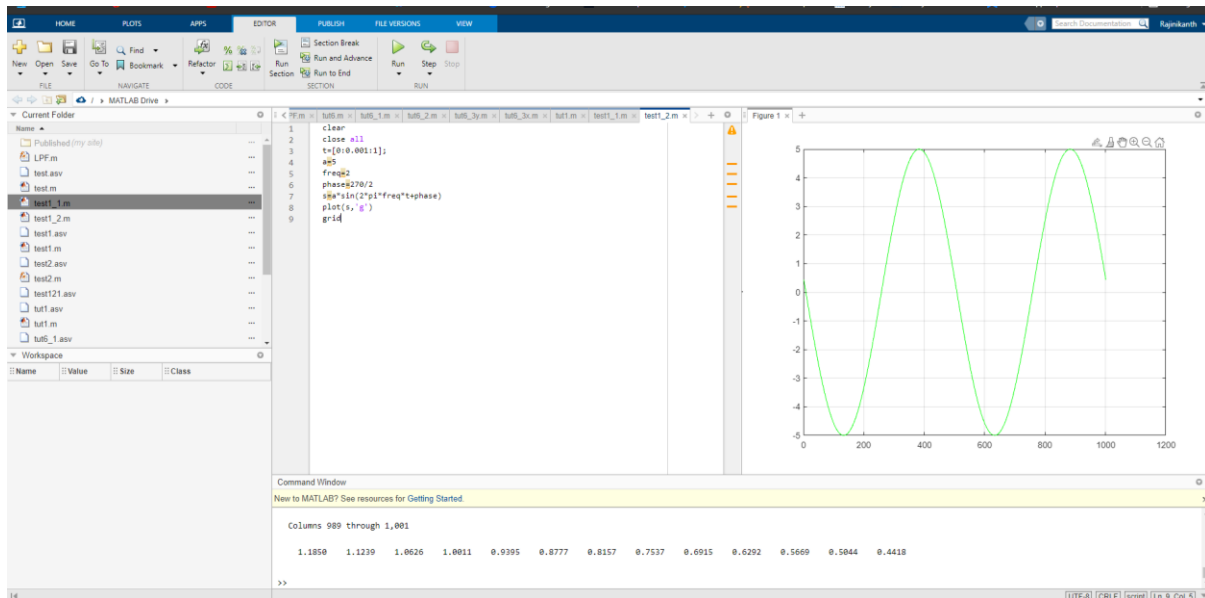 HOME PLOTS APPS EDITOR PUBLISH FILE VERSIONS VIEW Search Documentation Rajinikanth
New Open Save Go To Find Bookmark Refactor Run Section Section Break Run and Advance Run to End Run Step Stop
FILE NAVIGATE CODE SECTION RUN
/ › MATLAB Drive ›
Current Folder
Name
Published (my site)
LPF.m
test.asv
test.m
test1_1.m
test1_2.m
test1.asv
test1.m
test2.asv
test2.m
test121.asv
tut1.asv
tut1.m
tut6_1.asv
Workspace
Name Value Size Class
PF.m tut6.m tut6_1.m tut6_2.m tut6_3y.m tut6_3x.m tut1.m test1_1.m test1_2.m
1 clear
2 close all
3 t=[0:0.001:1];
4 a=5
5 freq=2
6 phase=270/2
7 s=a*sin(2*pi*freq*t+phase)
8 plot(s,'g')
9 grid
Figure 1
5
4
3
2
1
0
-1
-2
-3
-4
-5
0 200 400 600 800 1000 1200
Command Window
New to MATLAB? See resources for Getting Started.
Columns 989 through 1,001
1.1850 1.1239 1.0626 1.0011 0.9395 0.8777 0.8157 0.7537 0.6915 0.6292 0.5669 0.5044 0.4418
>>
UTF-8 CRLF script Ln 9 Col 5